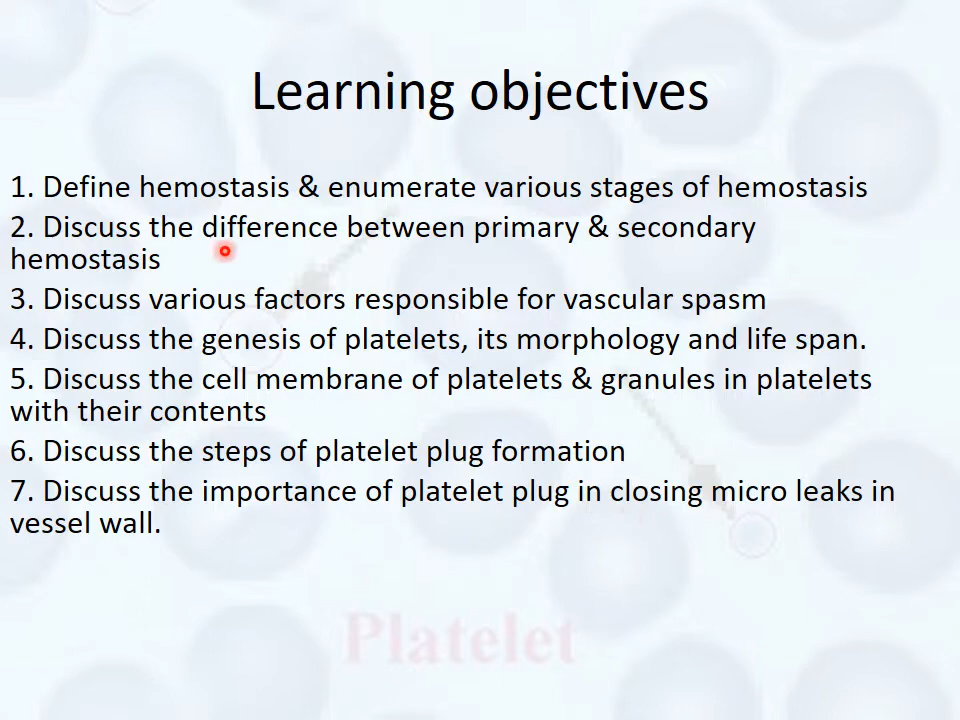 Learning objectives
1. Define hemostasis & enumerate various stages of hemostasis
2. Discuss the difference between primary & secondary
hemostasis
3. Discuss various factors responsible for vascular spasm
4. Discuss the genesis of platelets, its morphology and life span.
5. Discuss the cell membrane of platelets & granules in platelets
with their contents
6. Discuss the steps of platelet plug formation
7. Discuss the importance of platelet plug in closing micro leaks in
vessel wall.
Platelet